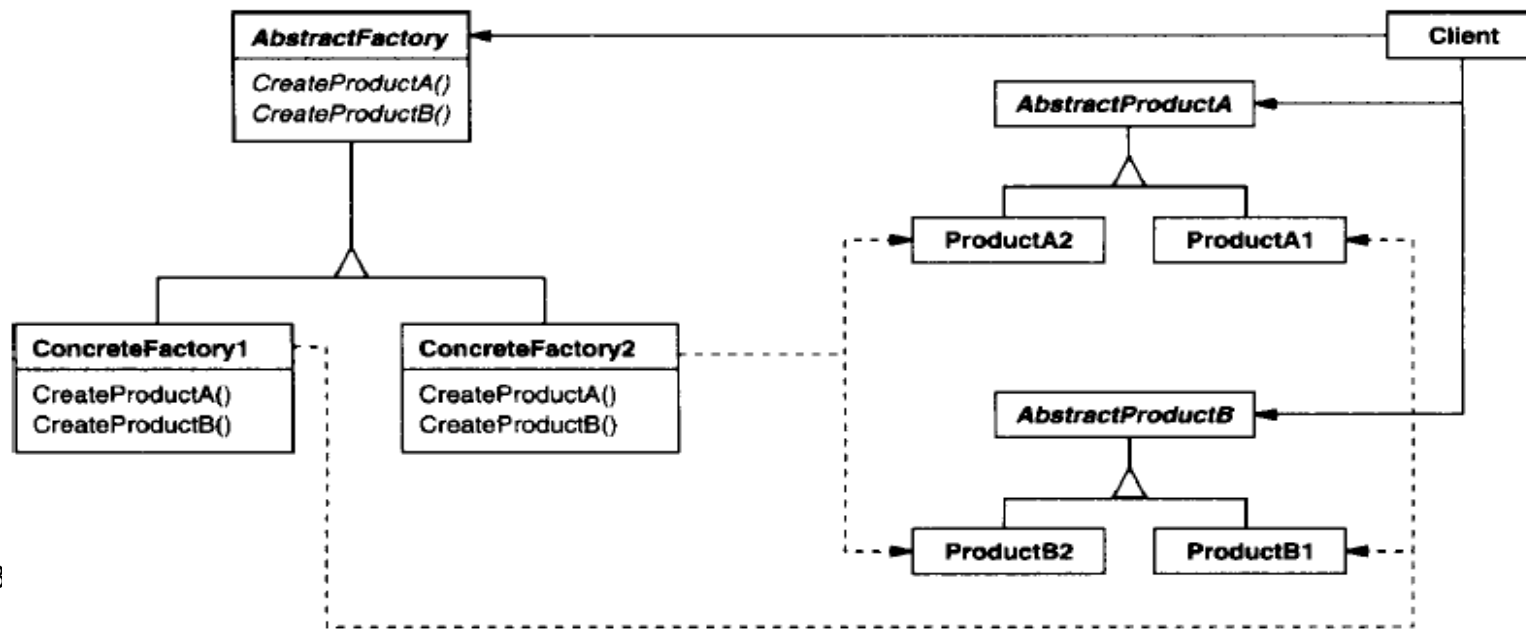 AbstractFactory
CreateProductA()
CreateProductB()
Client
AbstractProductA
ProductA2
ProductA1
ConcreteFactory1
CreateProductA()
CreateProductB()
ConcreteFactory2
CreateProductA()
CreateProductB()
AbstractProductB
ProductB2
ProductB1